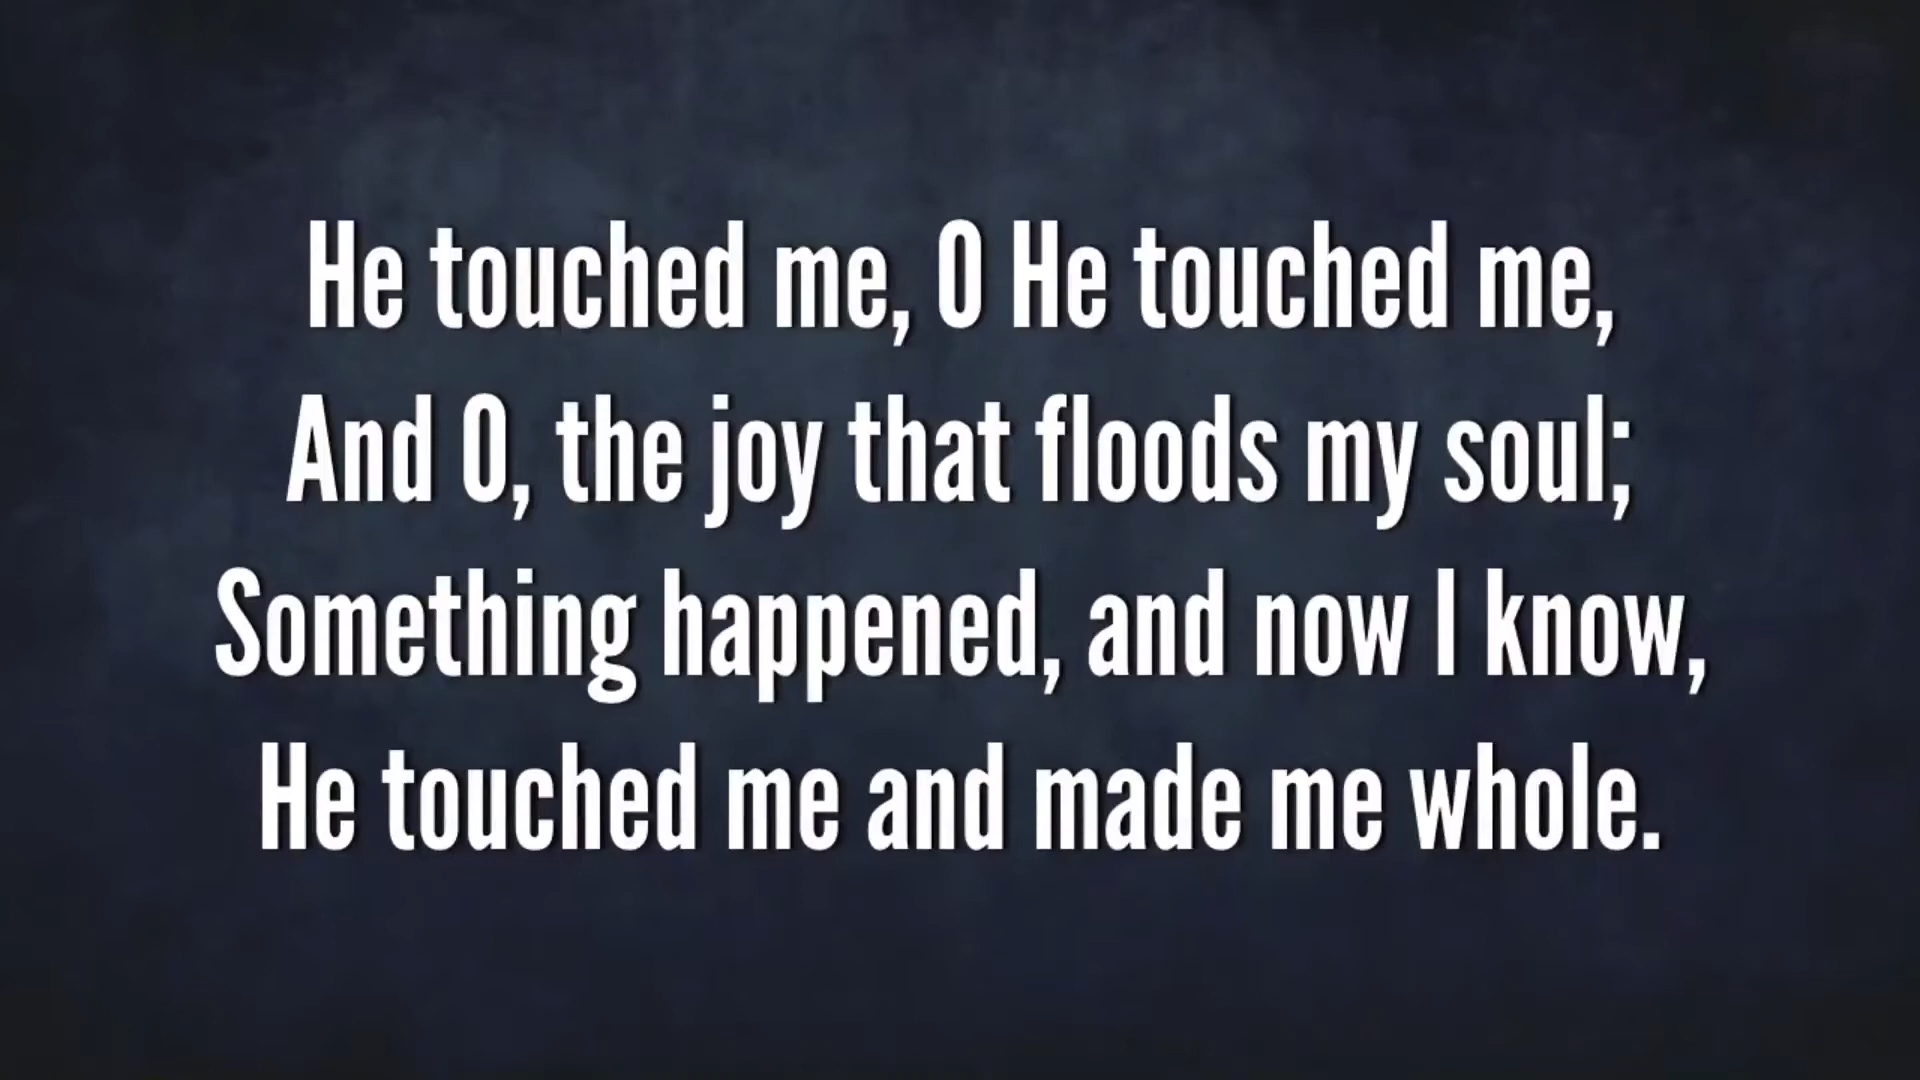 He touched me, O He touched me,
And O, the joy that floods my soul;
Something happened, and now I know,
He touched me and made me whole.